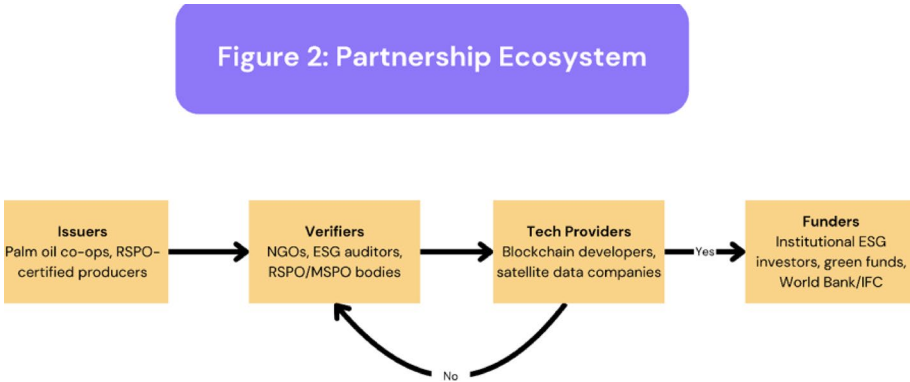 Figure 2: Partnership Ecosystem
Issuers
Palm oil co-ops, RSPO-
certified producers
Verifiers
NGOs, ESG auditors,
RSPO/MSPO bodies
Tech Providers
Blockchain developers,
satellite data companies
Yes
Funders
Institutional ESG
investors, green funds,
World Bank/IFC
No